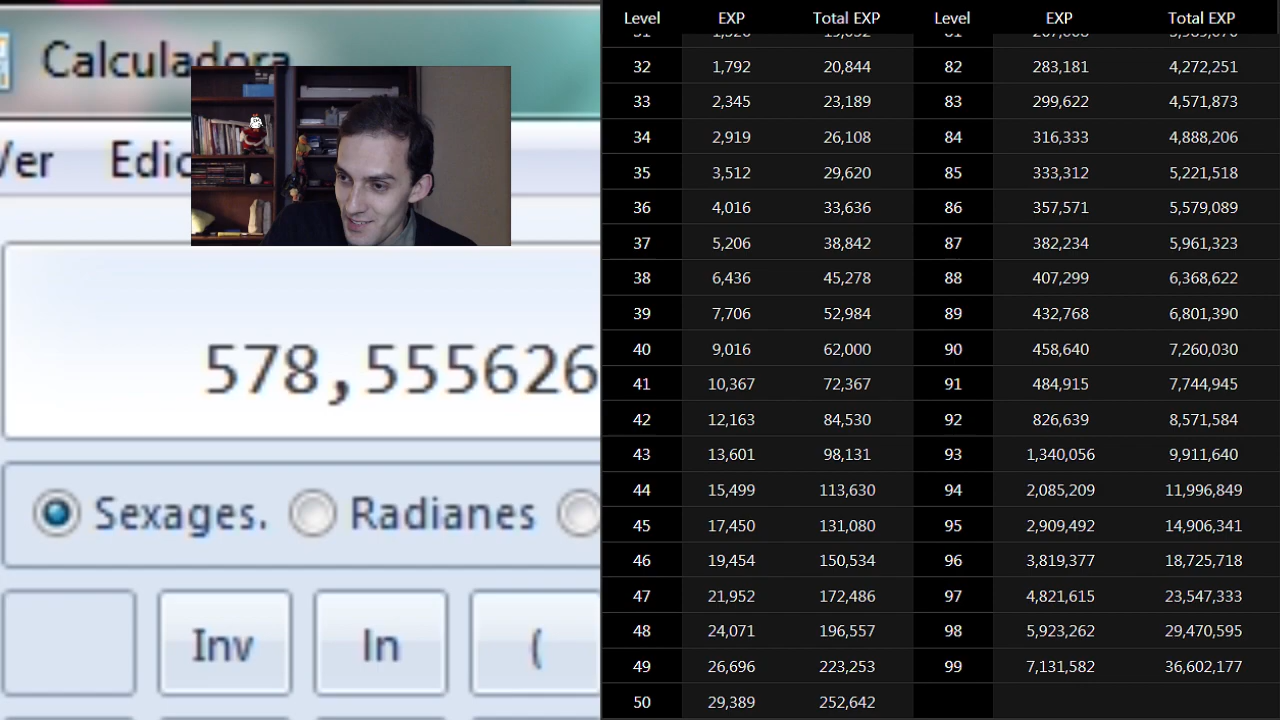 Calculadora
Ver Edic
578,555626
Sexages. Radianes
Inv ln (
Level EXP Total EXP Level EXP Total EXP
32 1,792 20,844 82 283,181 4,272,251
33 2,345 23,189 83 299,622 4,571,873
34 2,919 26,108 84 316,333 4,888,206
35 3,512 29,620 85 333,312 5,221,518
36 4,016 33,636 86 357,571 5,579,089
37 5,206 38,842 87 382,234 5,961,323
38 6,436 45,278 88 407,299 6,368,622
39 7,706 52,984 89 432,768 6,801,390
40 9,016 62,000 90 458,640 7,260,030
41 10,367 72,367 91 484,915 7,744,945
42 12,163 84,530 92 826,639 8,571,584
43 13,601 98,131 93 1,340,056 9,911,640
44 15,499 113,630 94 2,085,209 11,996,849
45 17,450 131,080 95 2,909,492 14,906,341
46 19,454 150,534 96 3,819,377 18,725,718
47 21,952 172,486 97 4,821,615 23,547,333
48 24,071 196,557 98 5,923,262 29,470,595
49 26,696 223,253 99 7,131,582 36,602,177
50 29,389 252,642